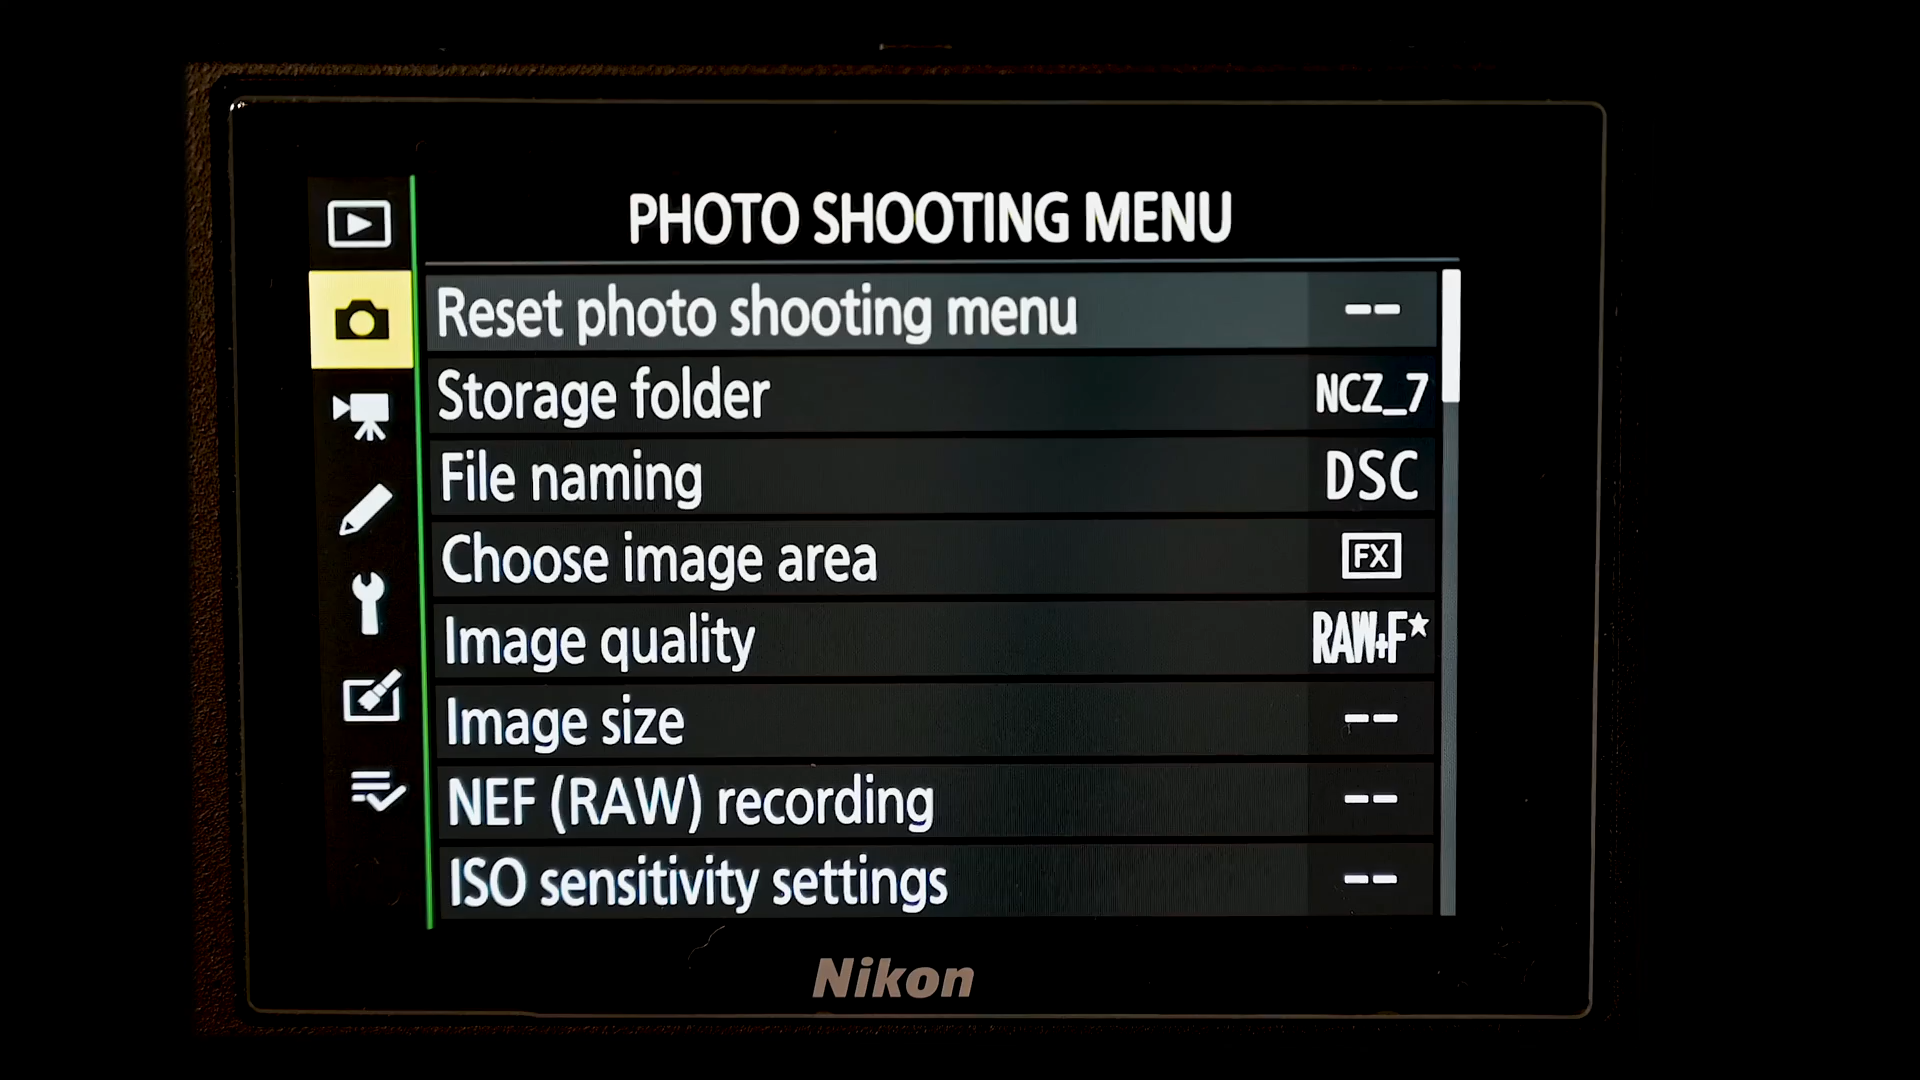 PHOTO SHOOTING MENU
Reset photo shooting menu --
Storage folder NCZ_7
File naming DSC
Choose image area FX
Image quality RAW+F★
Image size --
NEF (RAW) recording --
ISO sensitivity settings --
Nikon